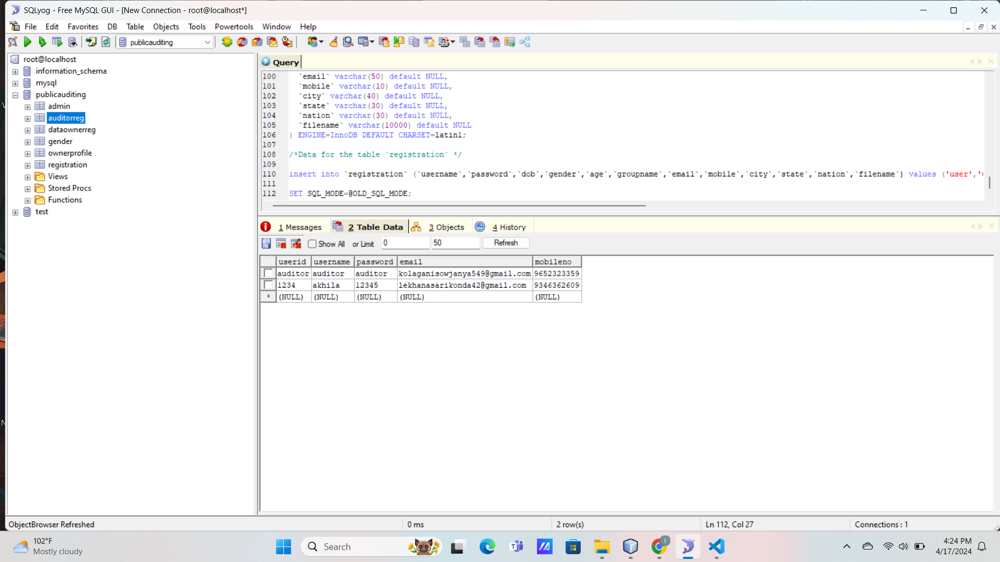 SQLyog - Free MySQL GUI - [New Connection - root@localhost*]
File Edit Favorites DB Table Objects Tools Powertools Window Help
publicauditing
root@localhost
information_schema
mysql
publicauditing
admin
auditorreg
dataownerreg
gender
ownerprofile
registration
Views
Stored Procs
Functions
test
Query
100 `email` varchar(50) default NULL,
101 `mobile` varchar(10) default NULL,
102 `city` varchar(40) default NULL,
103 `state` varchar(30) default NULL,
104 `nation` varchar(30) default NULL,
105 `filename` varchar(10000) default NULL
106 ) ENGINE=InnoDB DEFAULT CHARSET=latin1;
107
108 /*Data for the table `registration` */
109
110 insert into `registration` (`username`,`password`,`dob`,`gender`,`age`,`groupname`,`email`,`mobile`,`city`,`state`,`nation`,`filename`) values ('user','
111
112 SET SQL_MODE=@OLD_SQL_MODE;
1 Messages 2 Table Data 3 Objects 4 History
Show All or Limit 0 50 Refresh
userid username password email mobileno
auditor auditor auditor kolaganisowjanya549@gmail.com 9652323359
1234 akhila 12345 lekhanasarikonda42@gmail.com 9346362609
* (NULL) (NULL) (NULL) (NULL) (NULL)
ObjectBrowser Refreshed 0 ms 2 row(s) Ln 112, Col 27 Connections : 1
102°F
Mostly cloudy
Search
4:24 PM
4/17/2024